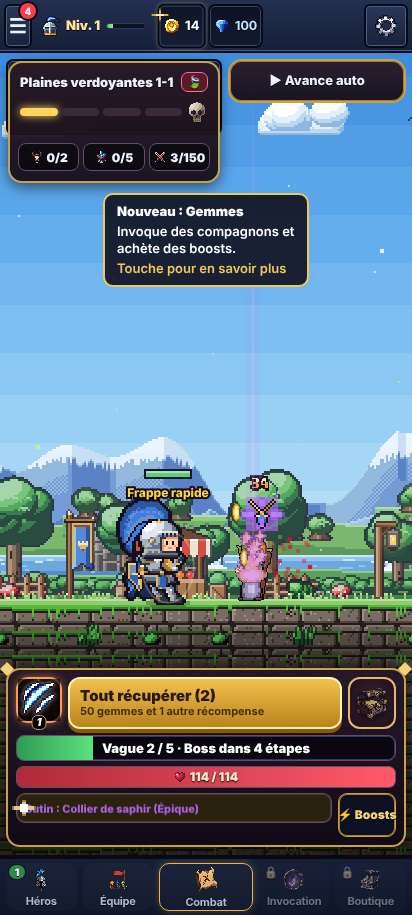 4
Niv. 1
14
100
Plaines verdoyantes 1-1
▶ Avance auto
0/2
0/5
3/150
Nouveau : Gemmes
Invoque des compagnons et
achète des boosts.
Touche pour en savoir plus
34
Frappe rapide
1
Tout récupérer (2)
50 gemmes et 1 autre récompense
Vague 2 / 5 · Boss dans 4 étapes
114 / 114
Butin : Collier de saphir (Épique)
Boosts
1
Héros
Équipe
Combat
Invocation
Boutique